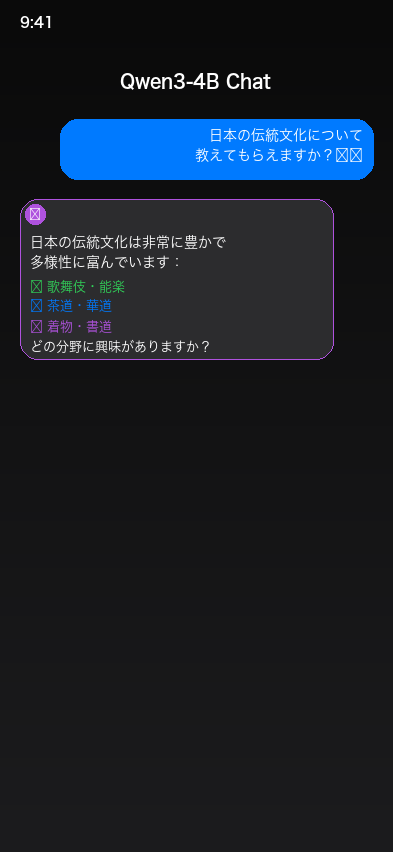 9:41
Qwen3-4B Chat
日本の伝統文化について
教えてもらえますか？
日本の伝統文化は非常に豊かで
多様性に富んでいます：
歌舞伎・能楽
茶道・華道
着物・書道
どの分野に興味がありますか？